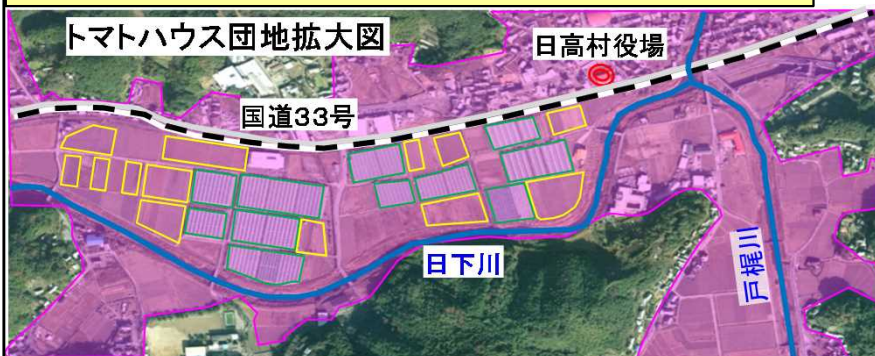 トマトハウス団地拡大図
日高村役場
国道33号
日下川
戸梶川